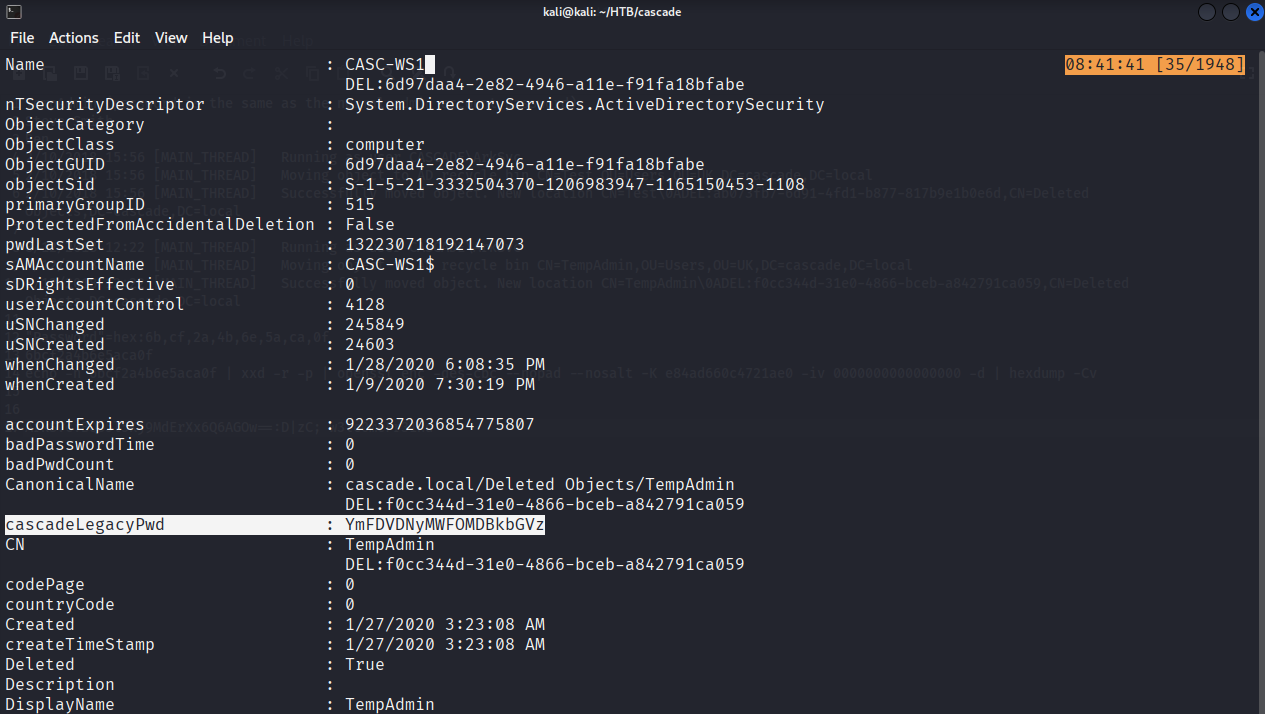 kali@kali: ~/HTB/cascade
File Actions Edit View Help
Name : CASC-WS1 08:41:41 [35/1948]
DEL:6d97daa4-2e82-4946-a11e-f91fa18bfabe
nTSecurityDescriptor : System.DirectoryServices.ActiveDirectorySecurity
ObjectCategory :
ObjectClass : computer
ObjectGUID : 6d97daa4-2e82-4946-a11e-f91fa18bfabe
objectSid : S-1-5-21-3332504370-1206983947-1165150453-1108
primaryGroupID : 515
ProtectedFromAccidentalDeletion : False
pwdLastSet : 132230718192147073
sAMAccountName : CASC-WS1$
sDRightsEffective : 0
userAccountControl : 4128
uSNChanged : 245849
uSNCreated : 24603
whenChanged : 1/28/2020 6:08:35 PM
whenCreated : 1/9/2020 7:30:19 PM
accountExpires : 9223372036854775807
badPasswordTime : 0
badPwdCount : 0
CanonicalName : cascade.local/Deleted Objects/TempAdmin
DEL:f0cc344d-31e0-4866-bceb-a842791ca059
cascadeLegacyPwd : YmFDVDNyMWFOMDBkbGVz
CN : TempAdmin
DEL:f0cc344d-31e0-4866-bceb-a842791ca059
codePage : 0
countryCode : 0
Created : 1/27/2020 3:23:08 AM
createTimeStamp : 1/27/2020 3:23:08 AM
Deleted : True
Description :
DisplayName : TempAdmin